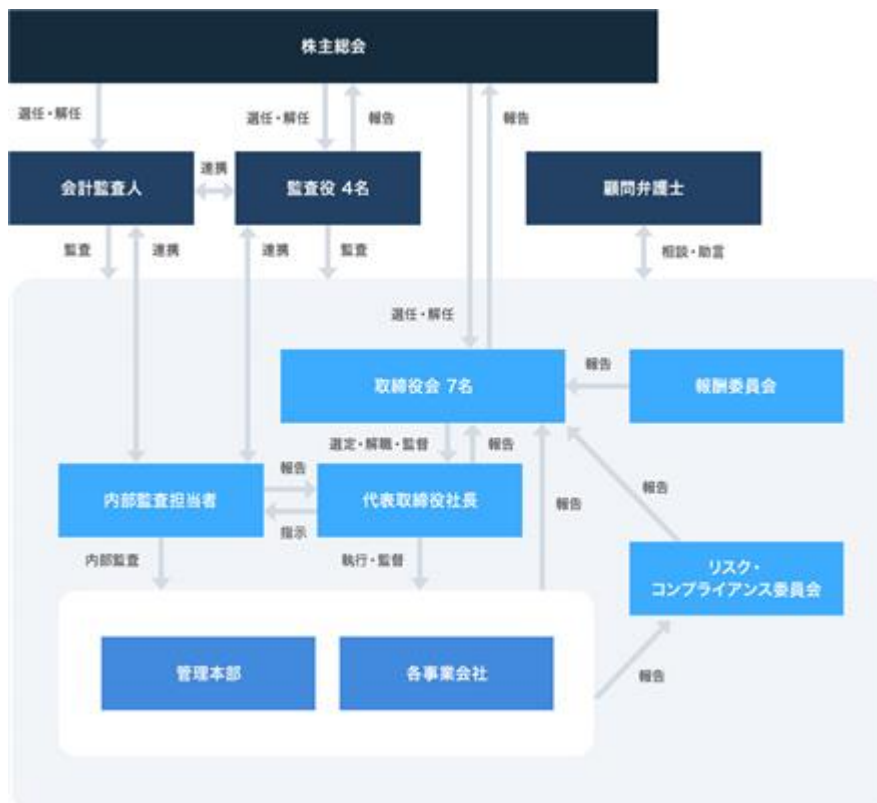 株主総会
選任・解任
選任・解任
報告
報告
会計監査人
連携
監査役 4名
顧問弁護士
監査
連携
連携
監査
相談・助言
選任・解任
取締役会 7名
報告
報酬委員会
選定・解職・監督
報告
内部監査担当者
報告
指示
代表取締役社長
報告
報告
内部監査
執行・監督
リスク・
コンプライアンス委員会
管理本部
各事業会社
報告